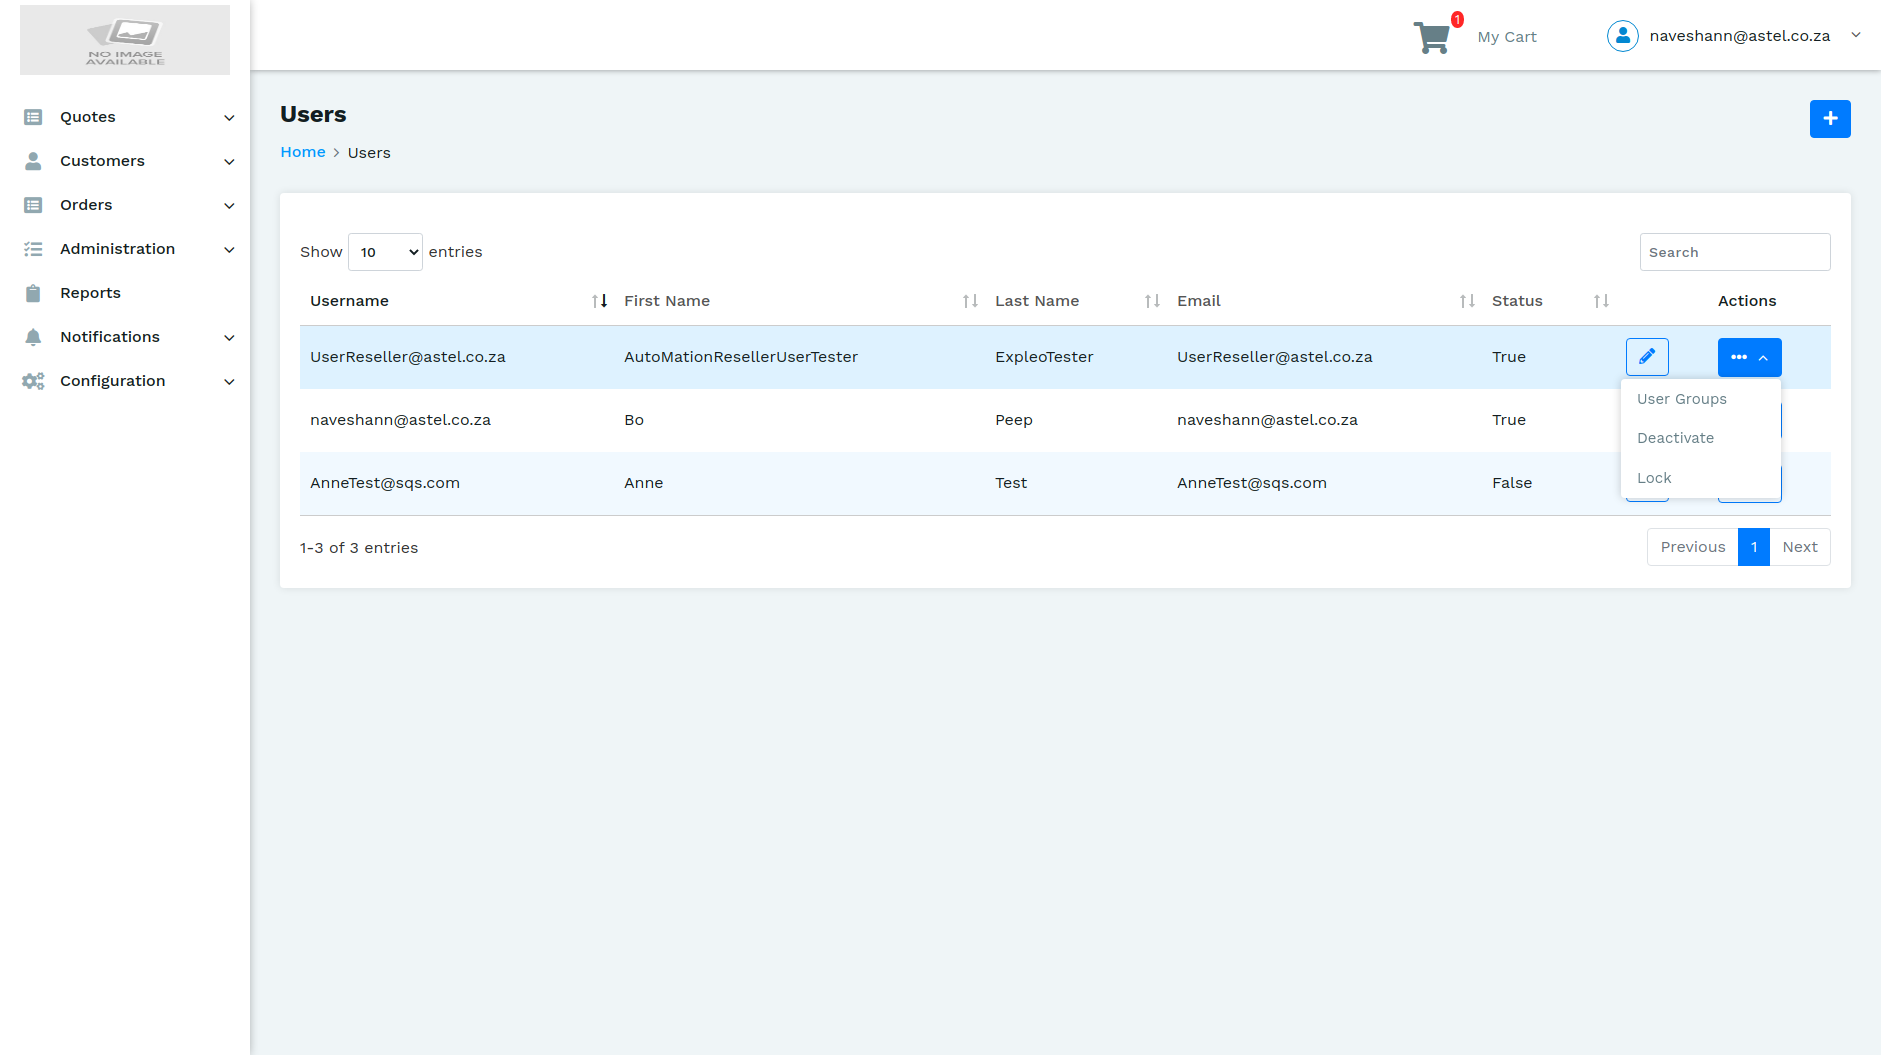 NO IMAGE
AVAILABLE
1
My Cart
naveshann@astel.co.za
Quotes
Customers
Orders
Administration
Reports
Notifications
Configuration
Users
Home > Users
Show 10 entries
Search
Username First Name Last Name Email Status Actions
UserReseller@astel.co.za AutoMationResellerUserTester ExpleoTester UserReseller@astel.co.za True
naveshann@astel.co.za Bo Peep naveshann@astel.co.za True
AnneTest@sqs.com Anne Test AnneTest@sqs.com False
User Groups
Deactivate
Lock
1-3 of 3 entries
Previous 1 Next